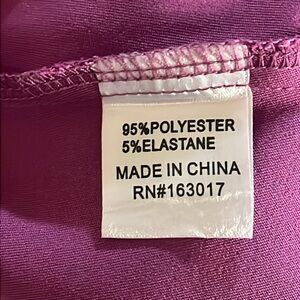 95%POLYESTER
5%ELASTANE
MADE IN CHINA
RN#163017